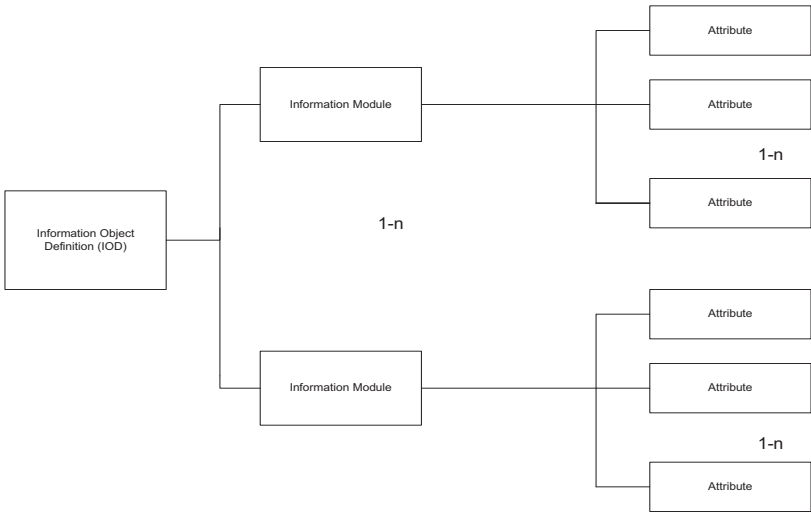 Attribute
Information Module
Attribute
1-n
Attribute
1-n
Information Object
Definition (IOD)
Attribute
Information Module
Attribute
1-n
Attribute